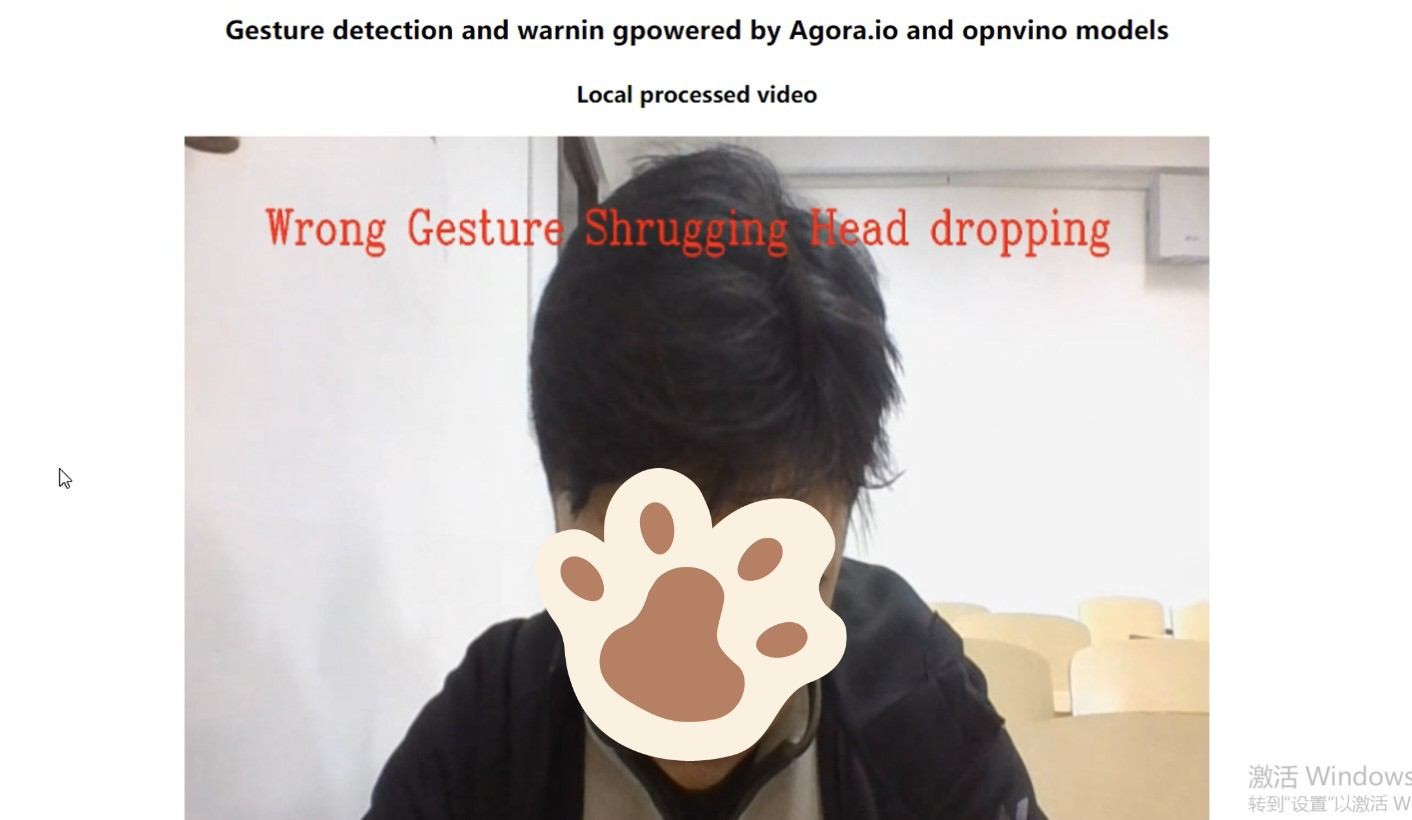 Gesture detection and warnin gpowered by Agora.io and opnvino models
Local processed video
Wrong Gesture Shrugging Head dropping
激活 Windows
转到"设置"以激活 W